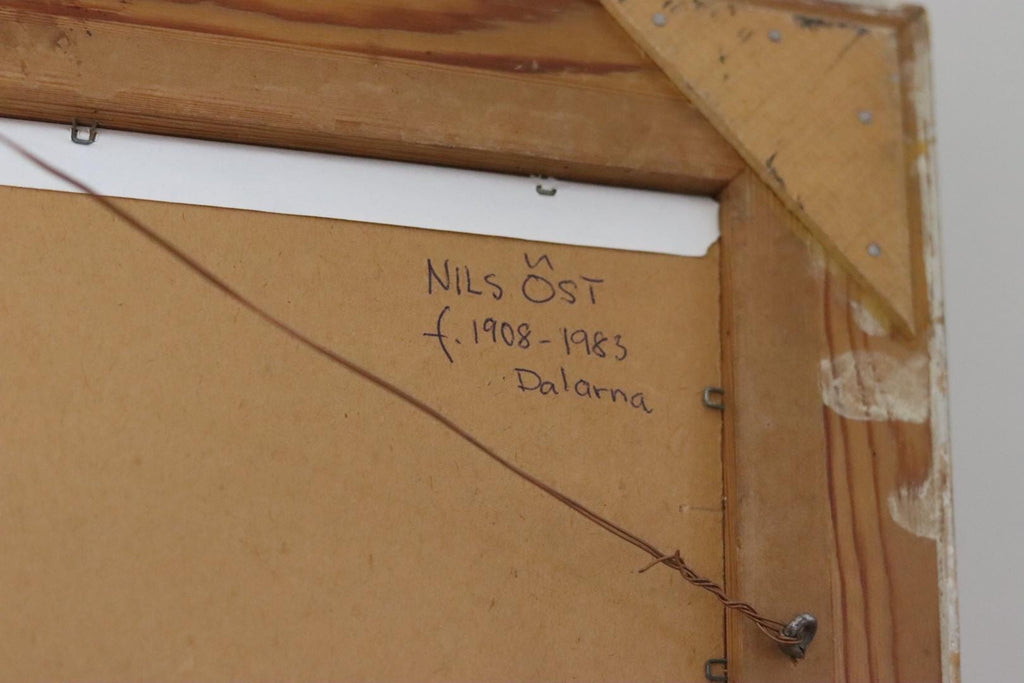 NILS ÖST
f. 1908-1983
Dalarna